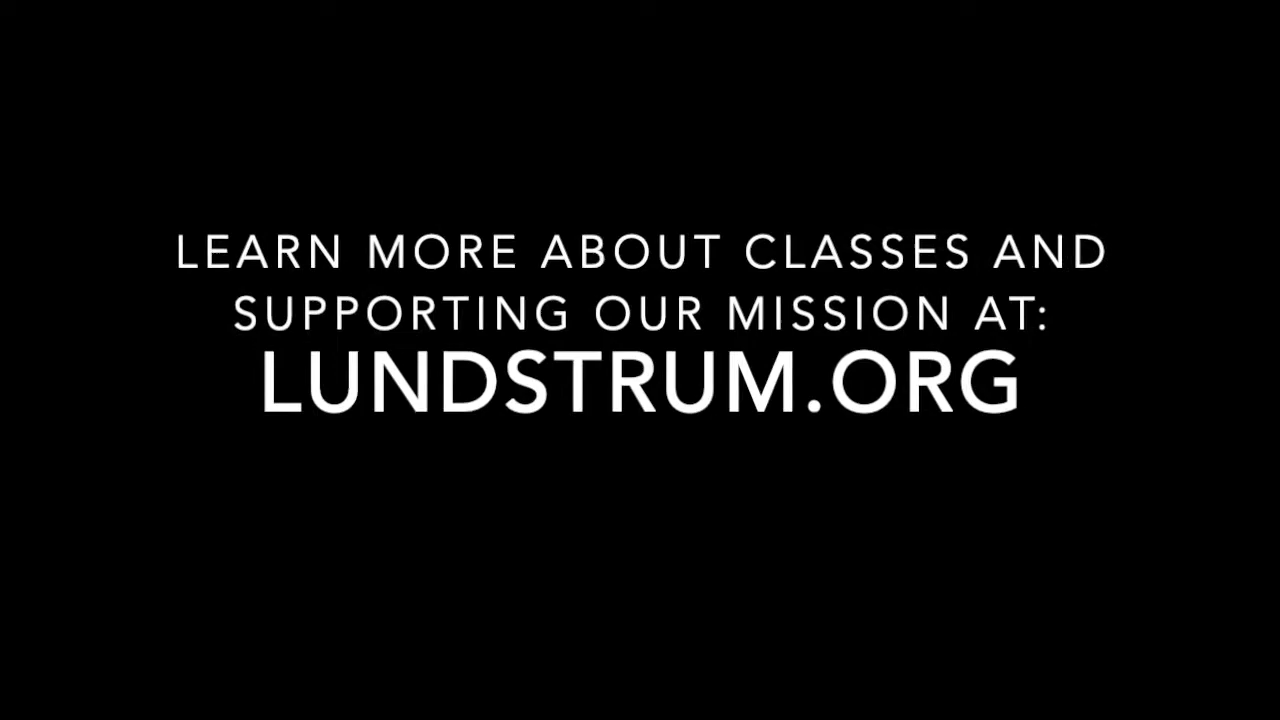 LEARN MORE ABOUT CLASSES AND
SUPPORTING OUR MISSION AT:
LUNDSTRUM.ORG